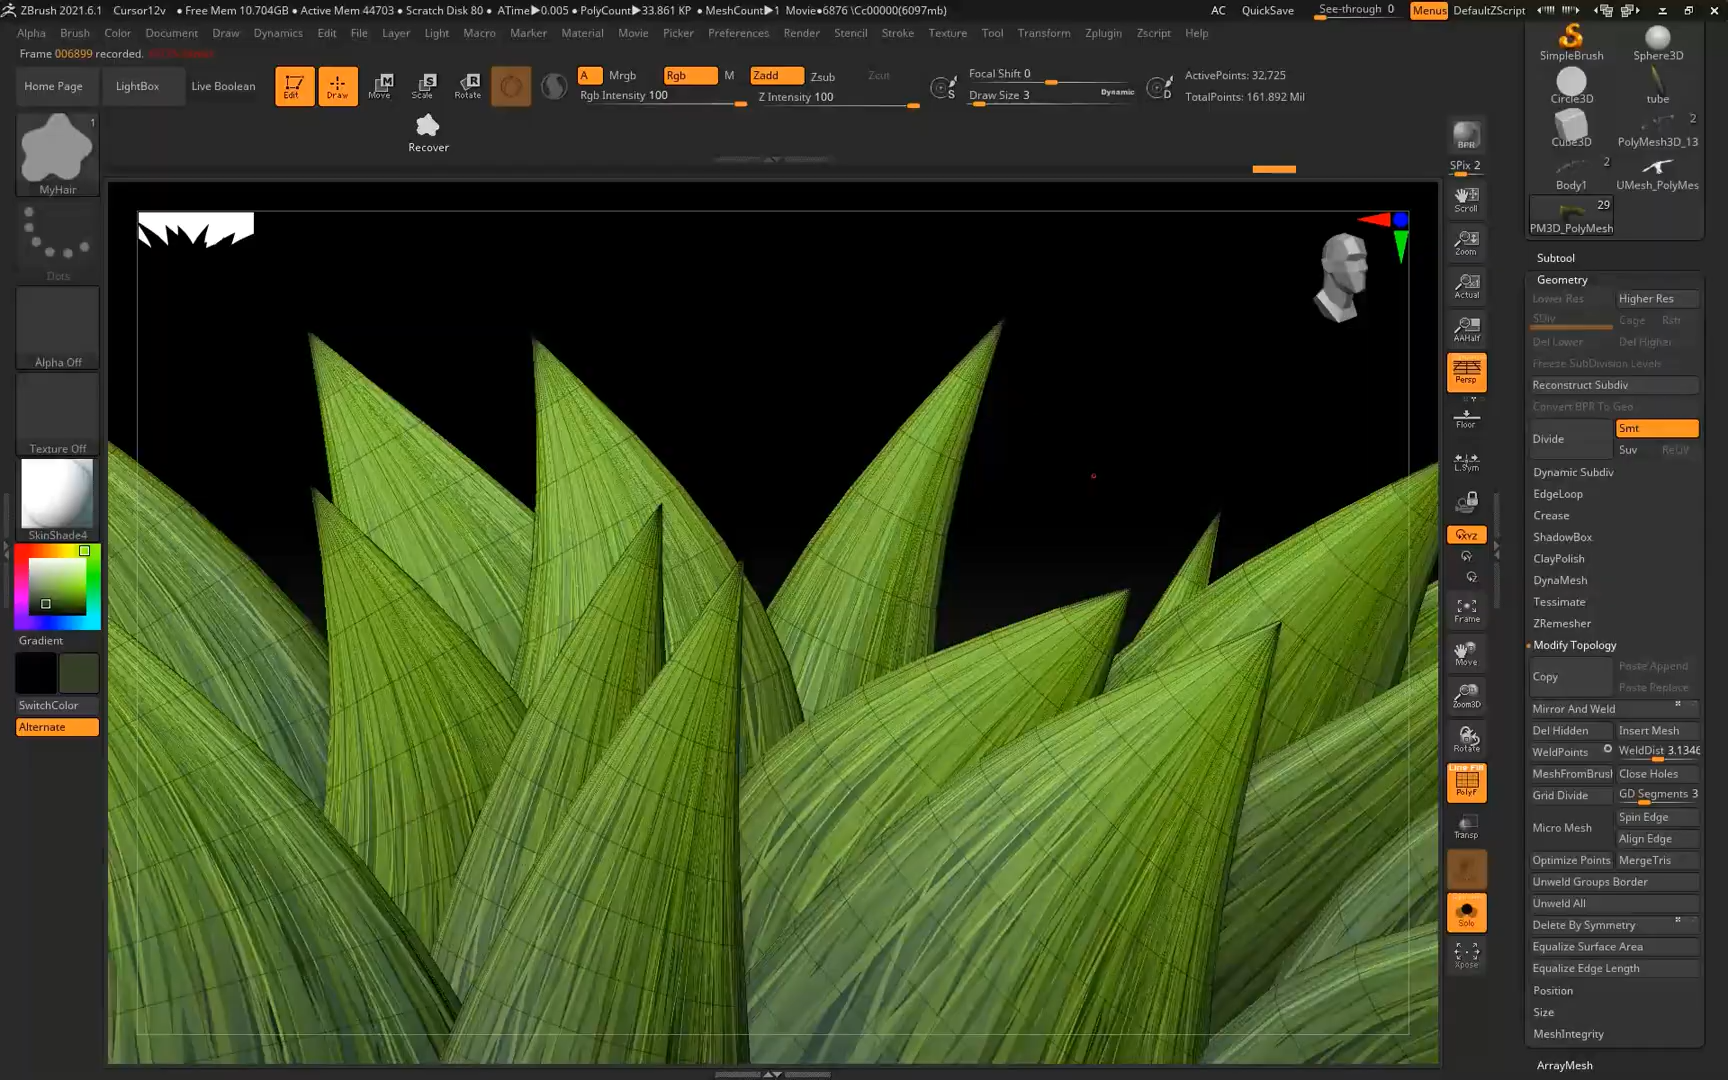 ZBrush 2021.6.1 Cursor12v • Free Mem 10.704GB • Active Mem 44703 • Scratch Disk 80 • ATime▶0.005 • PolyCount▶33.861 KP • MeshCount▶1 Movie●6876 \Cc00000(6097mb) AC QuickSave See-through 0 Menus DefaultZScript
Alpha Brush Color Document Draw Dynamics Edit File Layer Light Macro Marker Material Movie Picker Preferences Render Stencil Stroke Texture Tool Transform Zplugin Zscript Help
Frame 006899 recorded.
Home Page LightBox Live Boolean Edit Draw Move Scale Rotate A Mrgb Rgb M Zadd Zsub Zcut Focal Shift 0 ActivePoints: 32,725
Rgb Intensity 100 Z Intensity 100 S Draw Size 3 Dynamic D TotalPoints: 161.892 Mil
Recover
1
MyHair
Dots
Alpha Off
Texture Off
SkinShade4
Gradient
SwitchColor
Alternate
BPR
SPix 2
Scroll
Zoom
Actual
AAHalf
Persp
Floor
L.Sym
XYZ
Z
Frame
Move
Zoom3D
Rotate
Line Fill
PolyF
Transp
Solo
Xpose
SimpleBrush Sphere3D
Circle3D tube
2
Cube3D PolyMesh3D_13
2
Body1 UMesh_PolyMes
29
PM3D_PolyMesh
Subtool
Geometry
Lower Res Higher Res
SDiv Cage Rstr
Del Lower Del Higher
Freeze SubDivision Levels
Reconstruct Subdiv
Convert BPR To Geo
Divide Smt
Suv ReUV
Dynamic Subdiv
EdgeLoop
Crease
ShadowBox
ClayPolish
DynaMesh
Tessimate
ZRemesher
Modify Topology
Copy Paste Append
Paste Replace
Mirror And Weld
Del Hidden Insert Mesh
WeldPoints WeldDist 3.1346
MeshFromBrush Close Holes
Grid Divide GD Segments 3
Micro Mesh Spin Edge
Align Edge
Optimize Points MergeTris
Unweld Groups Border
Unweld All
Delete By Symmetry
Equalize Surface Area
Equalize Edge Length
Position
Size
MeshIntegrity
ArrayMesh